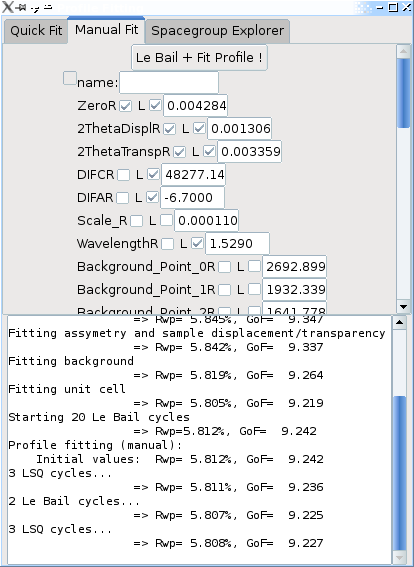 Quick Fit Manual Fit Spacegroup Explorer
Le Bail + Fit Profile !
name:
ZeroR L 0.004284
2ThetaDisplR L 0.001306
2ThetaTranspR L 0.003359
DIFCR L 48277.14
DIFAR L -6.7000
Scale_R L 0.000110
WavelengthR L 1.5290
Background_Point_0R L 2692.899
Background_Point_1R L 1932.339
Background_Point_2R L 1641.778
=> Rwp= 5.845%, GoF= 9.347
Fitting assymetry and sample displacement/transparency
=> Rwp= 5.842%, GoF= 9.337
Fitting background
=> Rwp= 5.819%, GoF= 9.264
Fitting unit cell
=> Rwp= 5.805%, GoF= 9.219
Starting 20 Le Bail cycles
=> Rwp=5.812%, GoF= 9.242
Profile fitting (manual):
Initial values: Rwp= 5.812%, GoF= 9.242
3 LSQ cycles...
=> Rwp= 5.811%, GoF= 9.236
2 Le Bail cycles...
=> Rwp= 5.807%, GoF= 9.225
3 LSQ cycles...
=> Rwp= 5.808%, GoF= 9.227